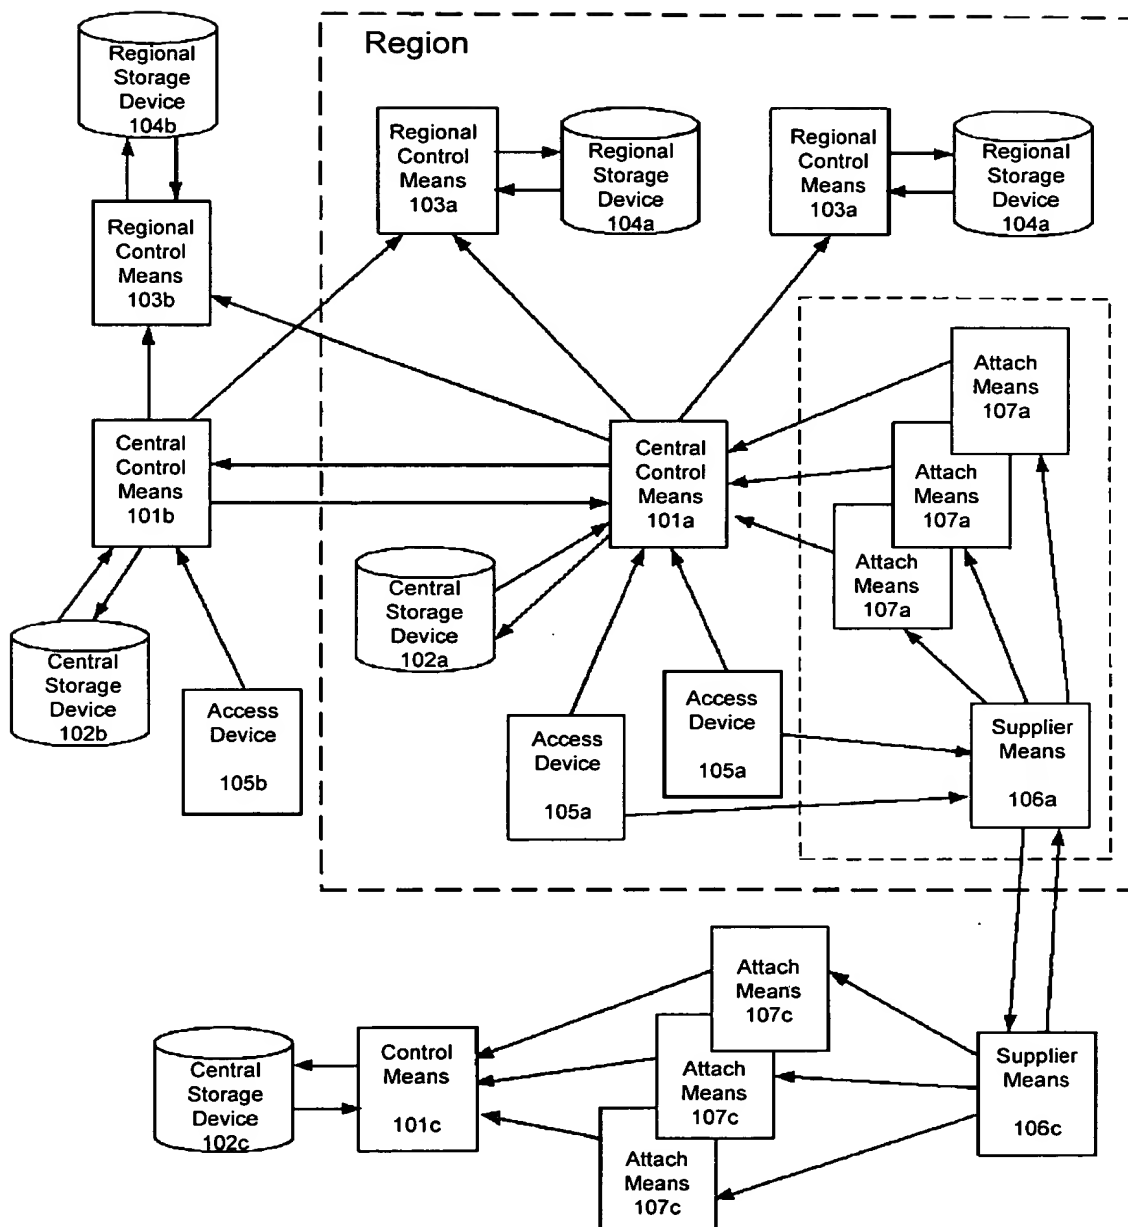 Regional
Storage
Device
104b
Region
Regional
Control
Means
103a
Regional
Storage
Device
104a
Regional
Control
Means
103a
Regional
Storage
Device
104a
Regional
Control
Means
103b
Attach
Means
107a
Central
Control
Means
101b
Central
Control
Means
101a
Attach
Means
107a
Attach
Means
107a
Central
Storage
Device
102a
Central
Storage
Device
102b
Access
Device
105b
Access
Device
105a
Access
Device
105a
Supplier
Means
106a
Attach
Means
107c
Central
Storage
Device
102c
Control
Means
101c
Attach
Means
107c
Supplier
Means
106c
Attach
Means
107c